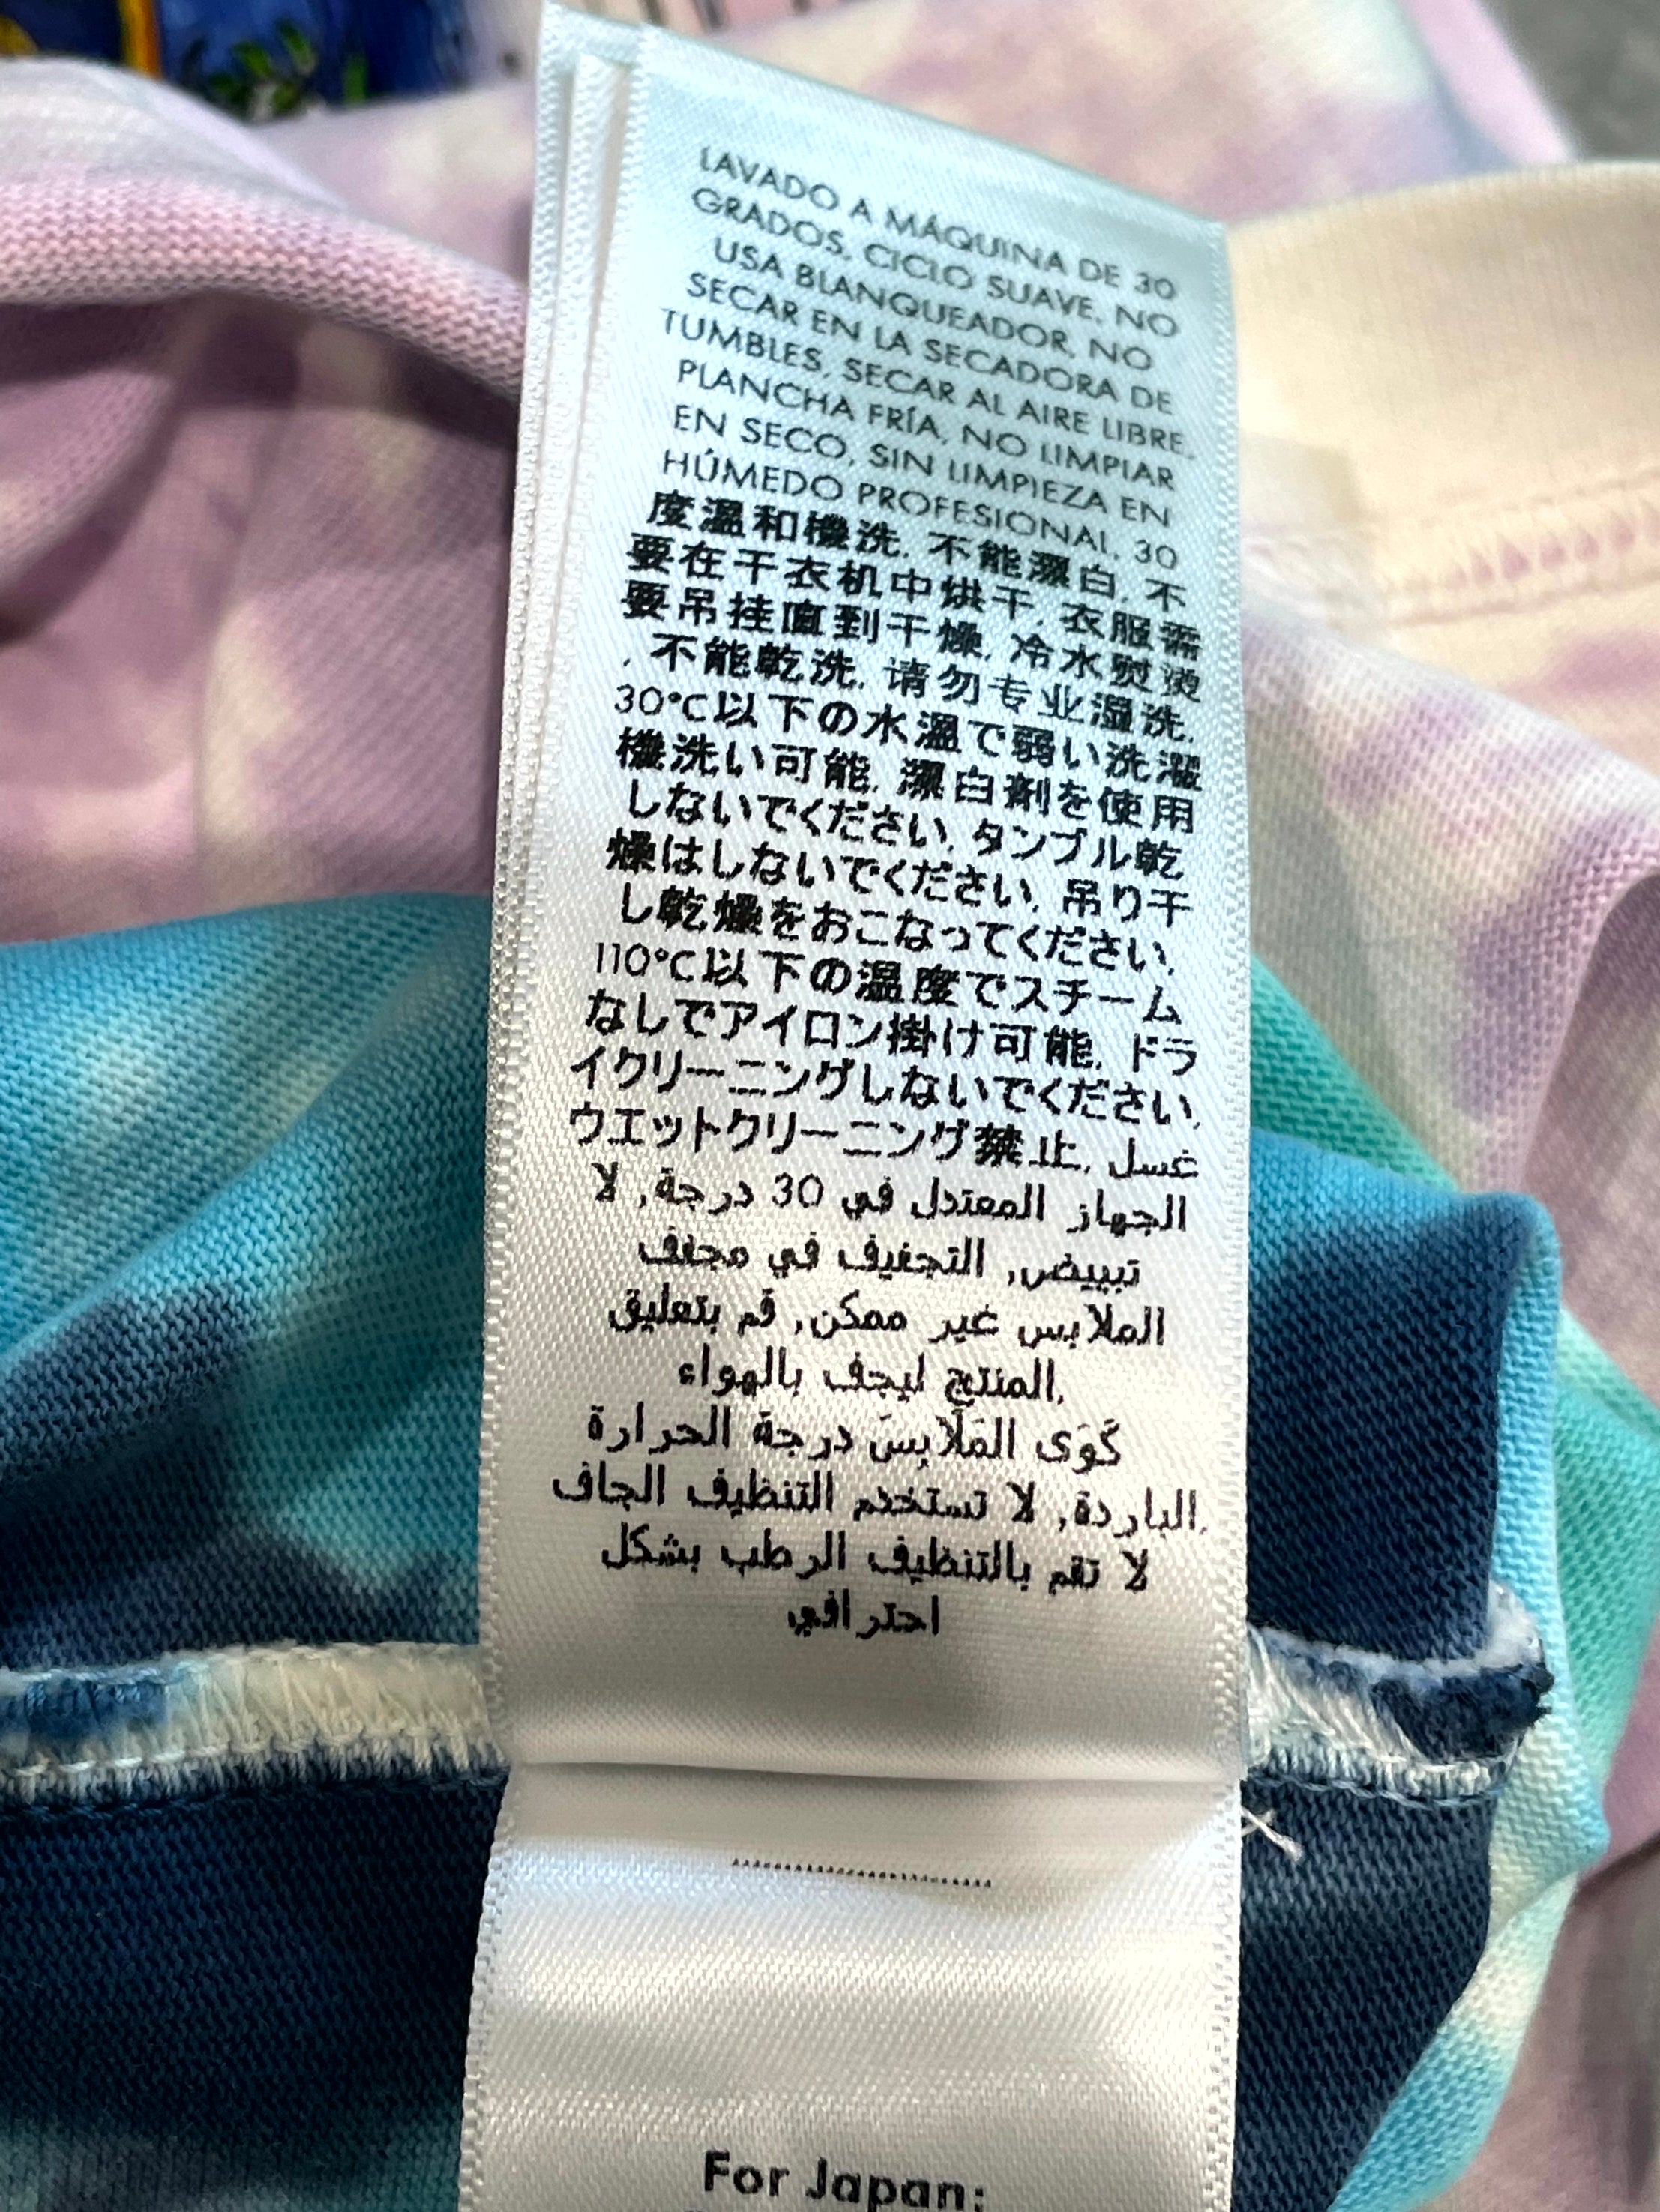 LAVADO A MÁQUINA DE 30
GRADOS, CICLO SUAVE, NO
USA BLANQUEADOR, NO
SECAR EN LA SECADORA DE
TUMBLES, SECAR AL AIRE LIBRE,
PLANCHA FRÍA, NO LIMPIAR
EN SECO, SIN LIMPIEZA EN
HÚMEDO PROFESIONAL, 30
度溫和機洗, 不能漂白, 不
要在干衣机中烘干, 衣服需
要吊挂直到干燥, 冷水熨烫
, 不能乾洗, 请勿专业湿洗,
30°C以下の水温で弱い洗濯
機洗い可能, 漂白剤を使用
しないでください, タンブル乾
燥はしないでください, 吊り干
し乾燥をおこなってください,
110°C以下の温度でスチーム
なしでアイロン掛け可能, ドラ
イクリーニングしないでください,
ウエットクリーニング禁止, غسل
الجهاز المعتدل في 30 درجة, لا
تبييض, التجفيف في مجفف
الملابس غير ممكن, قم بتعليق
المنتج ليجف بالهواء,
كَوَى المَلَابِسَ درجة الحرارة
الباردة, لا تستخدم التنظيف الجاف,
لا تقم بالتنظيف الرطب بشكل
احترافي
For Japan: